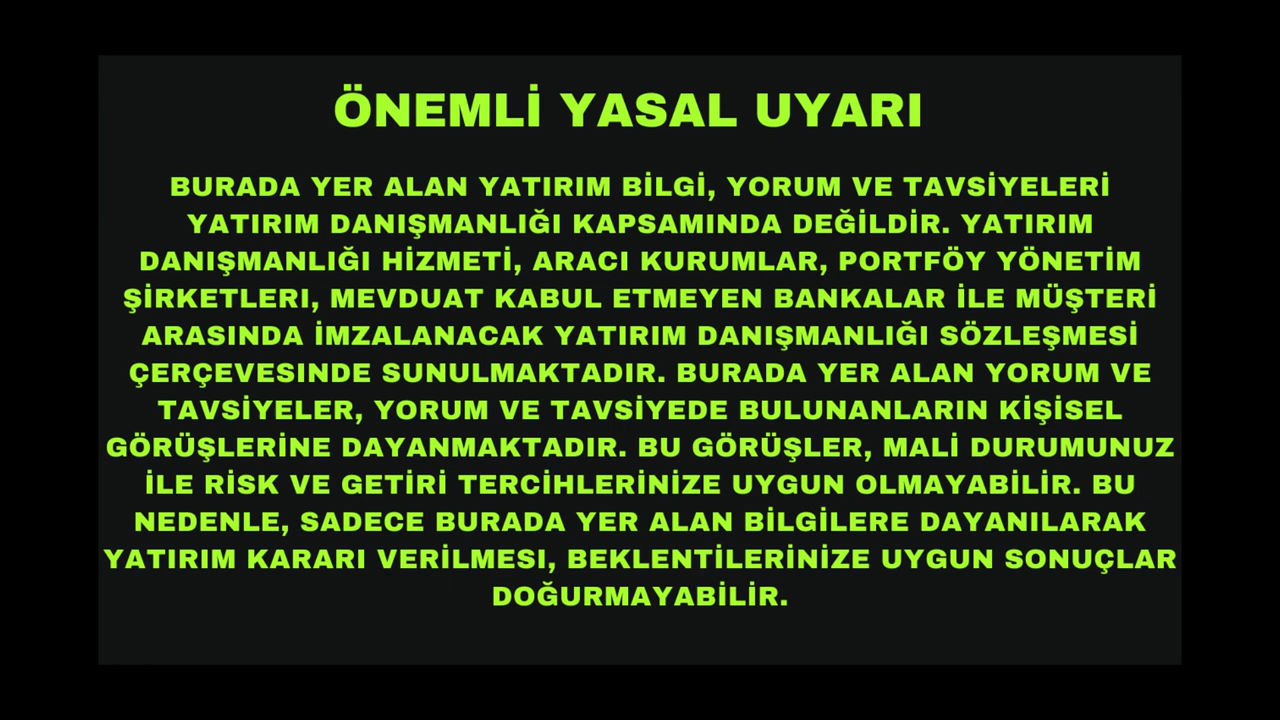 ÖNEMLİ YASAL UYARI
BURADA YER ALAN YATIRIM BİLGİ, YORUM VE TAVSİYELERİ
YATIRIM DANIŞMANLIĞI KAPSAMINDA DEĞİLDİR. YATIRIM
DANIŞMANLIĞI HİZMETİ, ARACI KURUMLAR, PORTFÖY YÖNETİM
ŞİRKETLERI, MEVDUAT KABUL ETMEYEN BANKALAR İLE MÜŞTERİ
ARASINDA İMZALANACAK YATIRIM DANIŞMANLIĞI SÖZLEŞMESİ
ÇERÇEVESINDE SUNULMAKTADIR. BURADA YER ALAN YORUM VE
TAVSİYELER, YORUM VE TAVSİYEDE BULUNANLARIN KİŞİSEL
GÖRÜŞLERİNE DAYANMAKTADIR. BU GÖRÜŞLER, MALİ DURUMUNUZ
İLE RİSK VE GETİRİ TERCİHLERİNİZE UYGUN OLMAYABİLİR. BU
NEDENLE, SADECE BURADA YER ALAN BİLGİLERE DAYANILARAK
YATIRIM KARARI VERİLMESI, BEKLENTİLERİNİZE UYGUN SONUÇLAR
DOĞURMAYABİLİR.